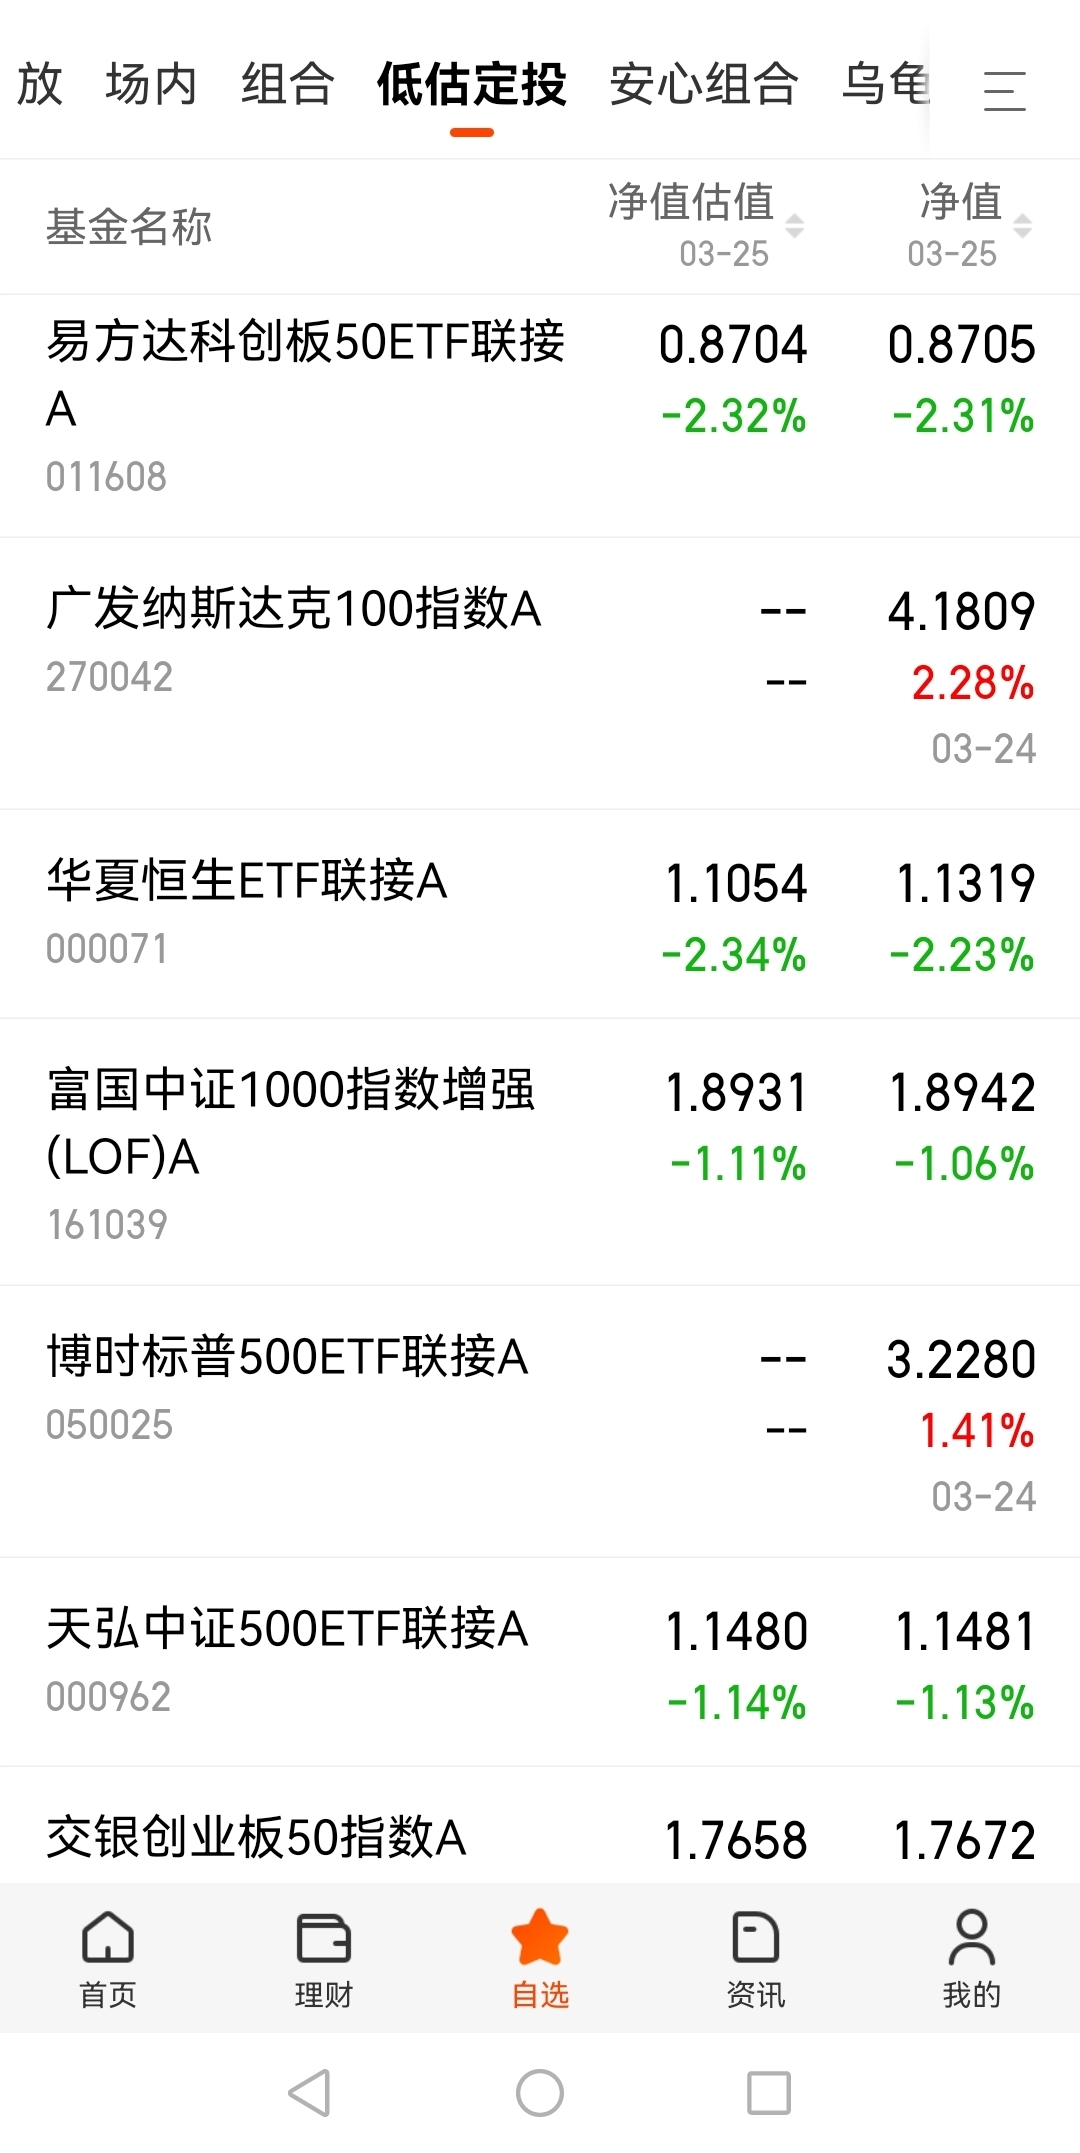 放 场内 组合 低估定投 安心组合 乌龟
基金名称 净值估值 净值
03-25 03-25
易方达科创板50ETF联接 0.8704 0.8705
A -2.32% -2.31%
011608
广发纳斯达克100指数A -- 4.1809
270042 -- 2.28%
03-24
华夏恒生ETF联接A 1.1054 1.1319
000071 -2.34% -2.23%
富国中证1000指数增强 1.8931 1.8942
(LOF)A -1.11% -1.06%
161039
博时标普500ETF联接A -- 3.2280
050025 -- 1.41%
03-24
天弘中证500ETF联接A 1.1480 1.1481
000962 -1.14% -1.13%
交银创业板50指数A 1.7658 1.7672
首页 理财 自选 资讯 我的